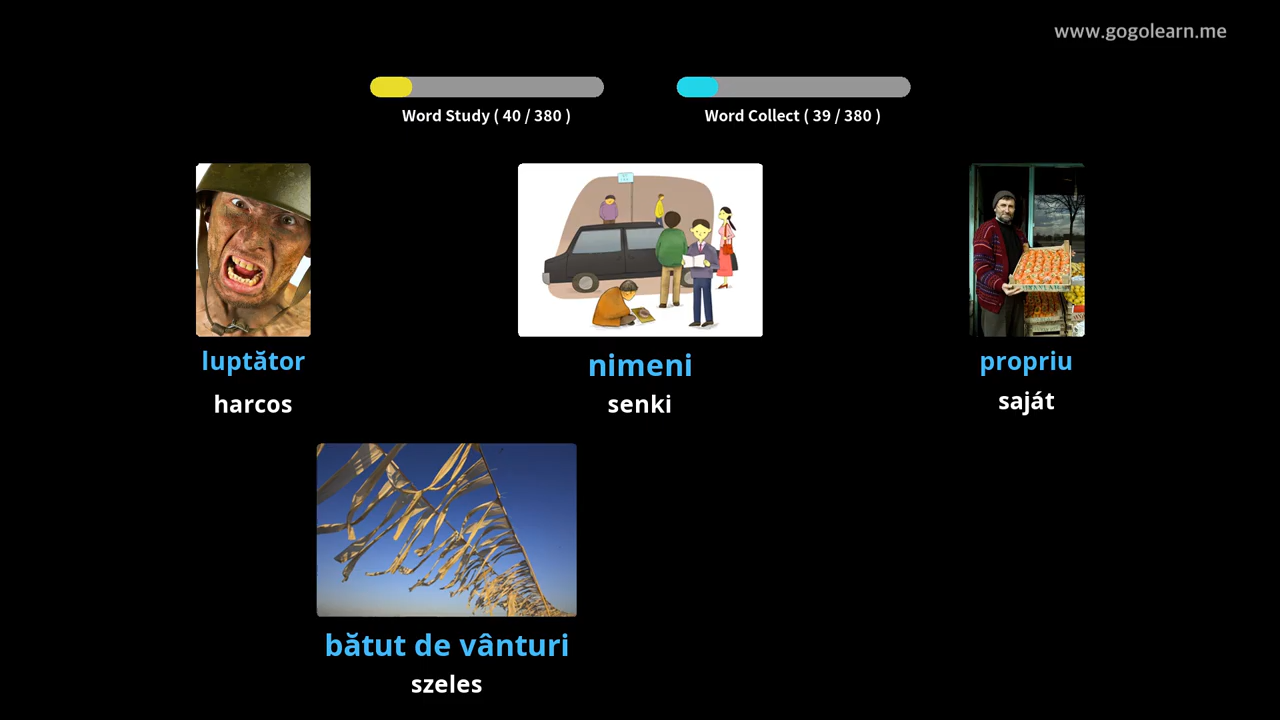 www.gogolearn.me
Word Study ( 40 / 380 )
Word Collect ( 39 / 380 )
luptător
harcos
nimeni
senki
propriu
saját
bătut de vânturi
szeles